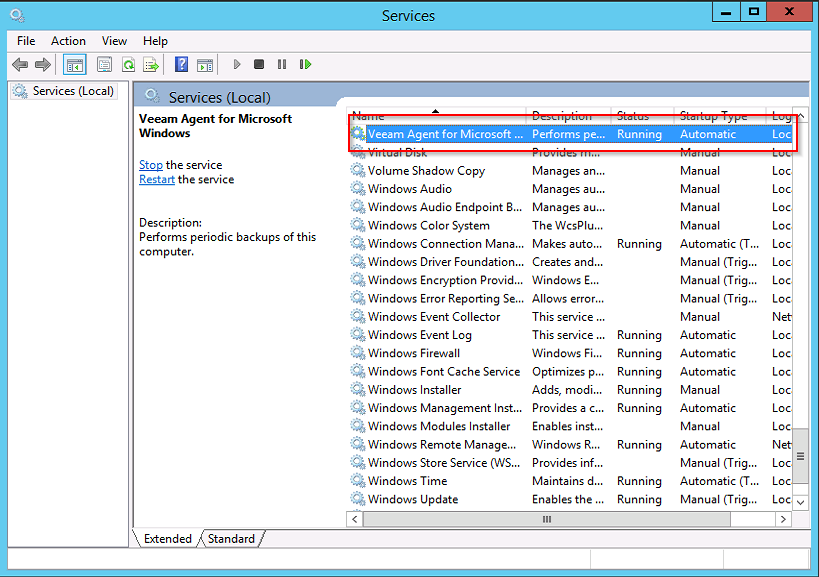 Services
File Action View Help
Services (Local)
Services (Local)
Veeam Agent for Microsoft
Windows
Stop the service
Restart the service
Description:
Performs periodic backups of this
computer.
Name Description Status Startup Type Log
Veeam Agent for Microsoft ... Performs pe... Running Automatic Loc
Virtual Disk Provides m... Manual Loc
Volume Shadow Copy Manages an... Manual Loc
Windows Audio Manages au... Manual Loc
Windows Audio Endpoint B... Manages au... Manual Loc
Windows Color System The WcsPlu... Manual Loc
Windows Connection Mana... Makes auto... Running Automatic (T... Loc
Windows Driver Foundation... Creates and... Manual (Trig... Loc
Windows Encryption Provid... Windows E... Manual (Trig... Loc
Windows Error Reporting Se... Allows error... Manual (Trig... Loc
Windows Event Collector This service ... Manual Net
Windows Event Log This service ... Running Automatic Loc
Windows Firewall Windows Fi... Running Automatic Loc
Windows Font Cache Service Optimizes p... Running Automatic Loc
Windows Installer Adds, modi... Running Manual Loc
Windows Management Inst... Provides a c... Running Automatic Loc
Windows Modules Installer Enables inst... Manual Loc
Windows Remote Manage... Windows R... Running Automatic Net
Windows Store Service (WS... Provides inf... Manual (Trig... Loc
Windows Time Maintains d... Running Automatic (T... Loc
Windows Update Enables the ... Running Manual (Trig... Loc
Extended Standard